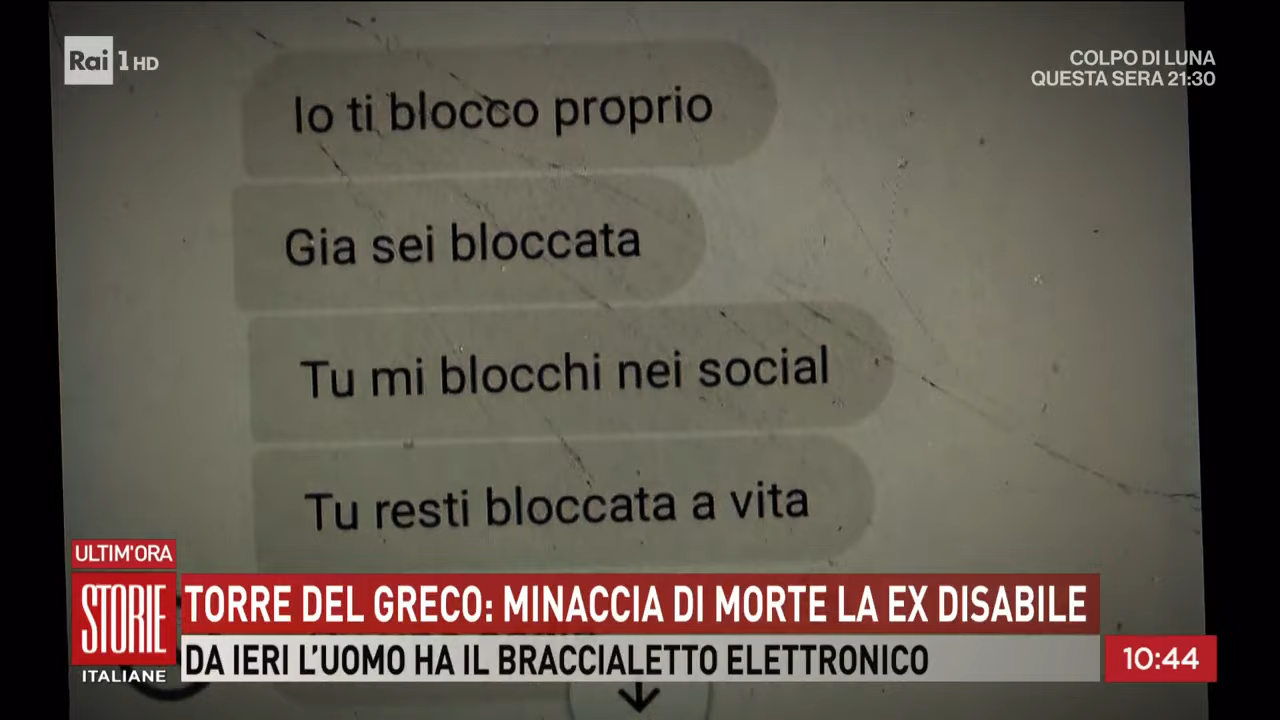 Rai 1 HD
COLPO DI LUNA
QUESTA SERA 21:30
Io ti blocco proprio
Gia sei bloccata
Tu mi blocchi nei social
Tu resti bloccata a vita
ULTIM'ORA
STORIE
ITALIANE
TORRE DEL GRECO: MINACCIA DI MORTE LA EX DISABILE
DA IERI L'UOMO HA IL BRACCIALETTO ELETTRONICO
10:44